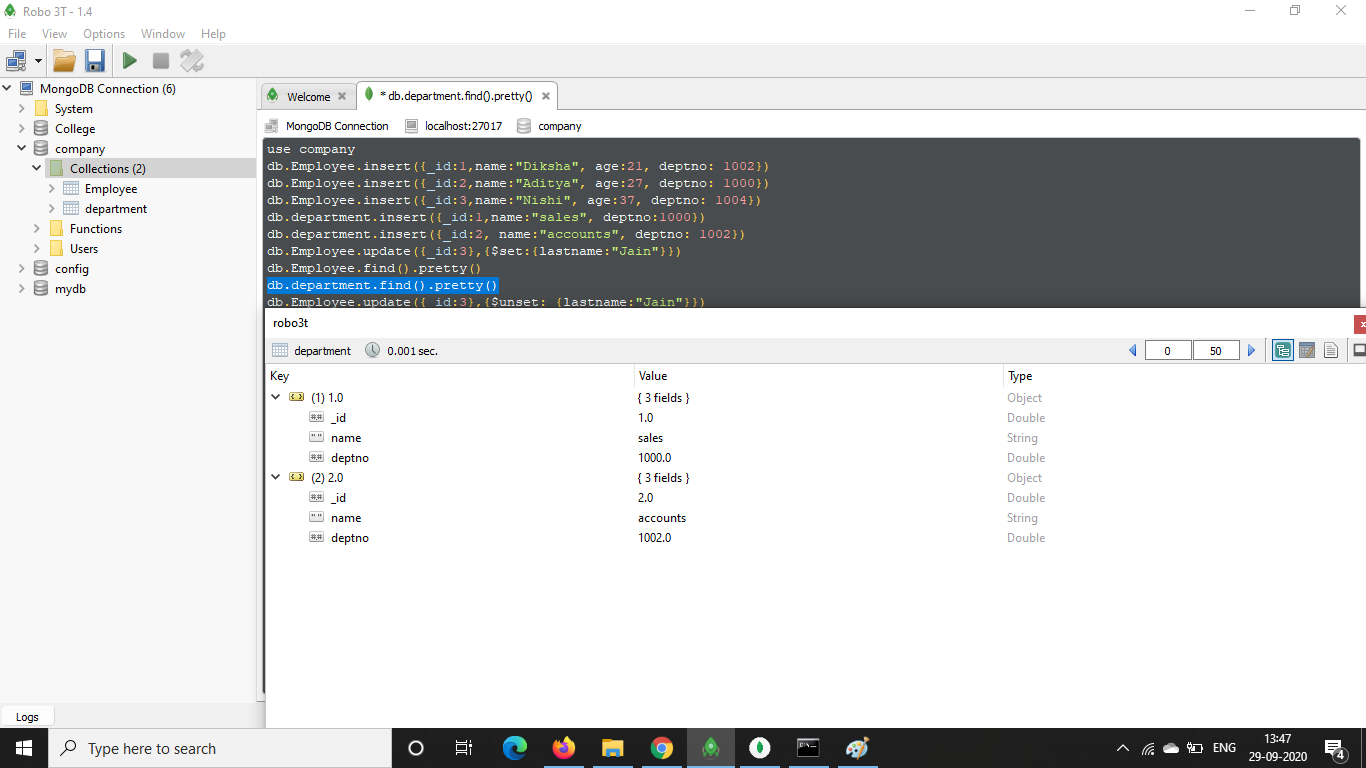 Robo 3T - 1.4
File View Options Window Help
MongoDB Connection (6)
System
College
company
Collections (2)
Employee
department
Functions
Users
config
mydb
Logs
Welcome
* db.department.find().pretty()
MongoDB Connection localhost:27017 company
use company
db.Employee.insert({_id:1,name:"Diksha", age:21, deptno: 1002})
db.Employee.insert({_id:2,name:"Aditya", age:27, deptno: 1000})
db.Employee.insert({_id:3,name:"Nishi", age:37, deptno: 1004})
db.department.insert({_id:1,name:"sales", deptno:1000})
db.department.insert({_id:2, name:"accounts", deptno: 1002})
db.Employee.update({_id:3},{$set:{lastname:"Jain"}})
db.Employee.find().pretty()
db.department.find().pretty()
db.Employee.update({_id:3},{$unset: {lastname:"Jain"}})
robo3t
department 0.001 sec. 0 50
Key Value Type
(1) 1.0 { 3 fields } Object
_id 1.0 Double
name sales String
deptno 1000.0 Double
(2) 2.0 { 3 fields } Object
_id 2.0 Double
name accounts String
deptno 1002.0 Double
Type here to search
ENG
13:47
29-09-2020
4